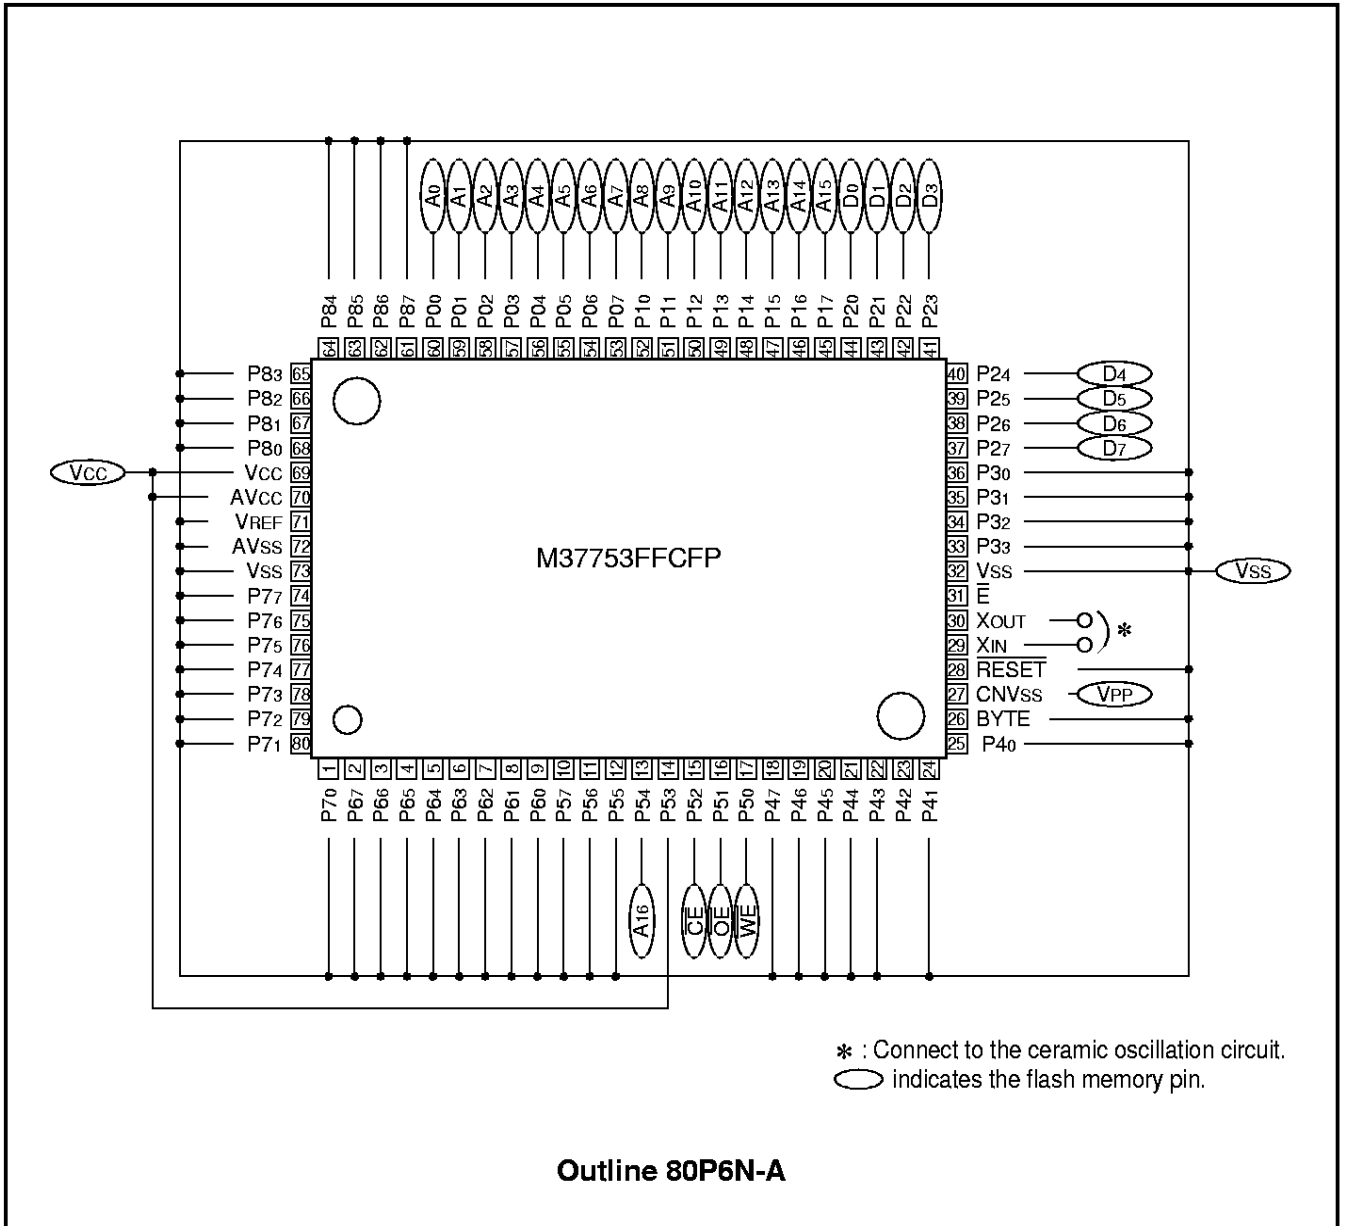 A0 A1 A2 A3 A4 A5 A6 A7 A8 A9 A10 A11 A12 A13 A14 A15 D0 D1 D2 D3
P84 P85 P86 P87 P00 P01 P02 P03 P04 P05 P06 P07 P10 P11 P12 P13 P14 P15 P16 P17 P20 P21 P22 P23
64 63 62 61 60 59 58 57 56 55 54 53 52 51 50 49 48 47 46 45 44 43 42 41
P83 65
P82 66
P81 67
P80 68
VCC VCC 69
AVCC 70
VREF 71
AVSS 72
VSS 73
P77 74
P76 75
P75 76
P74 77
P73 78
P72 79
P71 80
M37753FFCFP
40 P24 D4
39 P25 D5
38 P26 D6
37 P27 D7
36 P30
35 P31
34 P32
33 P33
32 VSS VSS
31 E̅
30 XOUT
29 XIN *
28 R̅E̅S̅E̅T̅
27 CNVSS VPP
26 BYTE
25 P40
1 2 3 4 5 6 7 8 9 10 11 12 13 14 15 16 17 18 19 20 21 22 23 24
P70 P67 P66 P65 P64 P63 P62 P61 P60 P57 P56 P55 P54 P53 P52 P51 P50 P47 P46 P45 P44 P43 P42 P41
A16 C̅E̅ O̅E̅ W̅E̅
* : Connect to the ceramic oscillation circuit.
indicates the flash memory pin.
Outline 80P6N-A